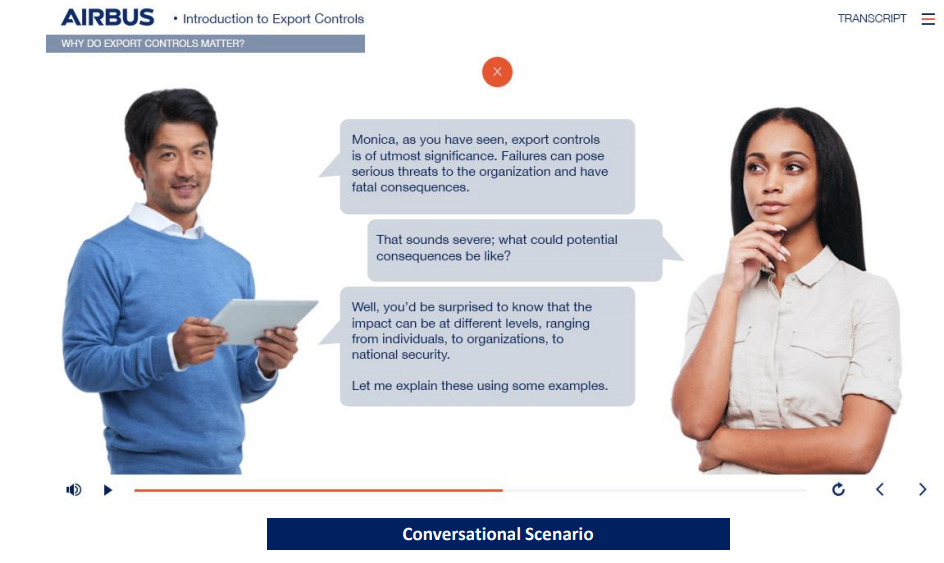 AIRBUS
• Introduction to Export Controls
TRANSCRIPT
WHY DO EXPORT CONTROLS MATTER?
X
Monica, as you have seen, export controls
is of utmost significance. Failures can pose
serious threats to the organization and have
fatal consequences.
That sounds severe; what could potential
consequences be like?
Well, you'd be surprised to know that the
impact can be at different levels, ranging
from individuals, to organizations, to
national security.
Let me explain these using some examples.
Conversational Scenario